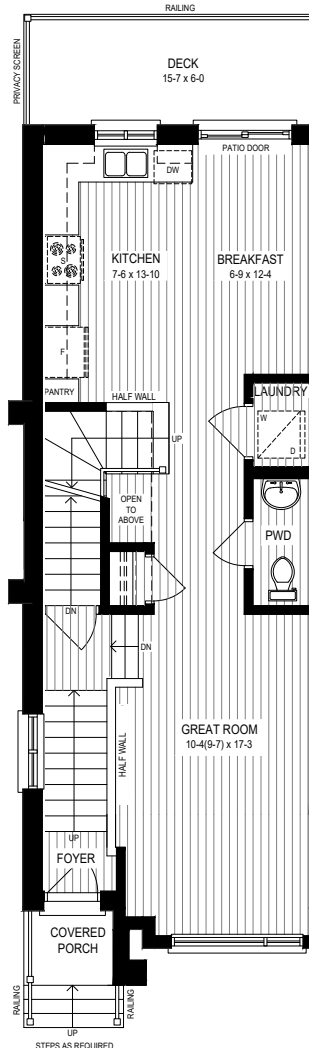 RAILING
PRIVACY SCREEN
DECK
15-7 x 6-0
PATIO DOOR
DW
KITCHEN
7-6 x 13-10
BREAKFAST
6-9 x 12-4
S
F
PANTRY
HALF WALL
LAUNDRY
W
D
UP
OPEN
TO
ABOVE
PWD
DN
DN
GREAT ROOM
10-4(9-7) x 17-3
HALF WALL
UP
FOYER
COVERED
PORCH
RAILING
RAILING
UP
STEPS AS REQUIRED